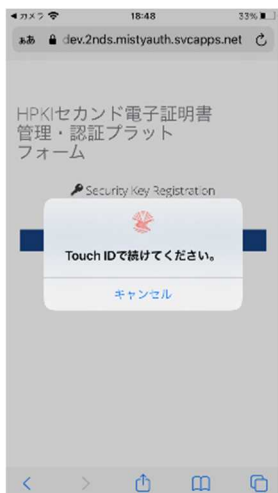 ◀カメラ 18:48 33%
ああ dev.2nds.mistyauth.svcapps.net
HPKIセカンド電子証明書
管理・認証プラット
フォーム
Security Key Registration
Touch IDで続けてください。
キャンセル